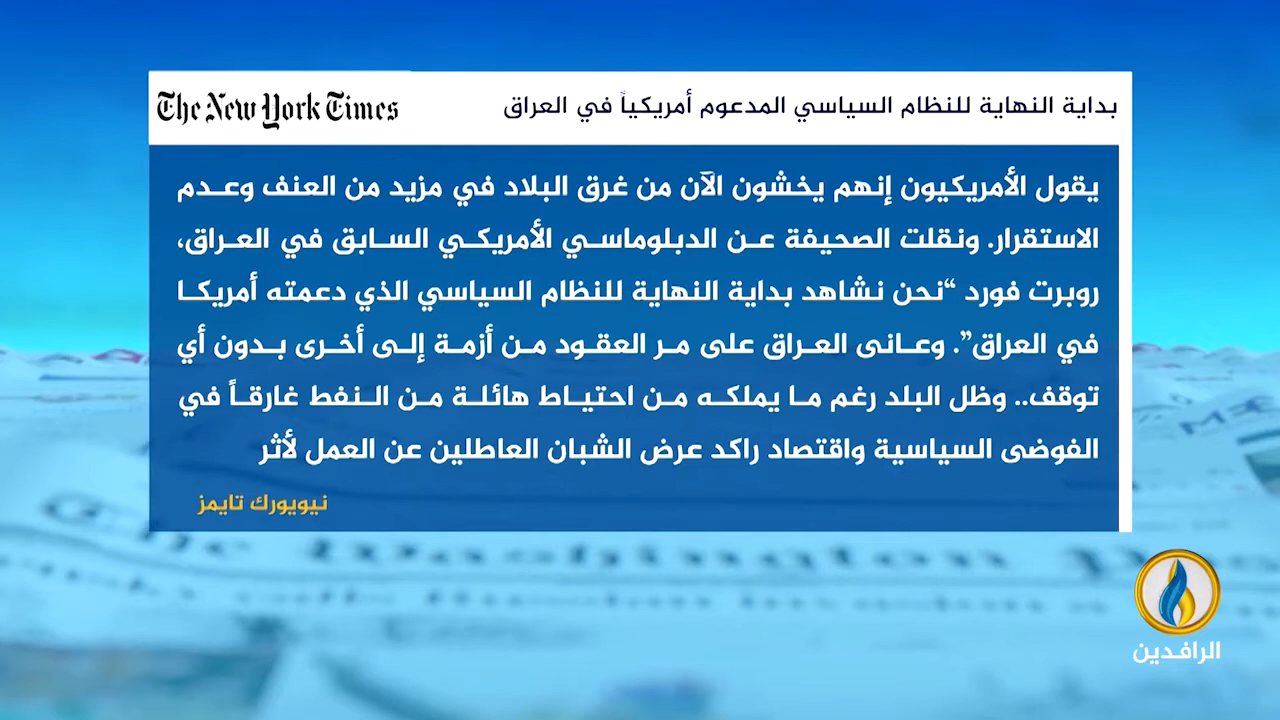 The New York Times
بداية النهاية للنظام السياسي المدعوم أمريكياً في العراق
يقول الأمريكيون إنهم يخشون الآن من غرق البلاد في مزيد من العنف وعدم
الاستقرار. ونقلت الصحيفة عن الدبلوماسي الأمريكي السابق في العراق،
روبرت فورد “نحن نشاهد بداية النهاية للنظام السياسي الذي دعمته أمريكا
في العراق”. وعانى العراق على مر العقود من أزمة إلى أخرى بدون أي
توقف.. وظل البلد رغم ما يملكه من احتياط هائلة من النفط غارقاً في
الفوضى السياسية واقتصاد راكد عرض الشبان العاطلين عن العمل لأثر
نيويورك تايمز
الرافدين